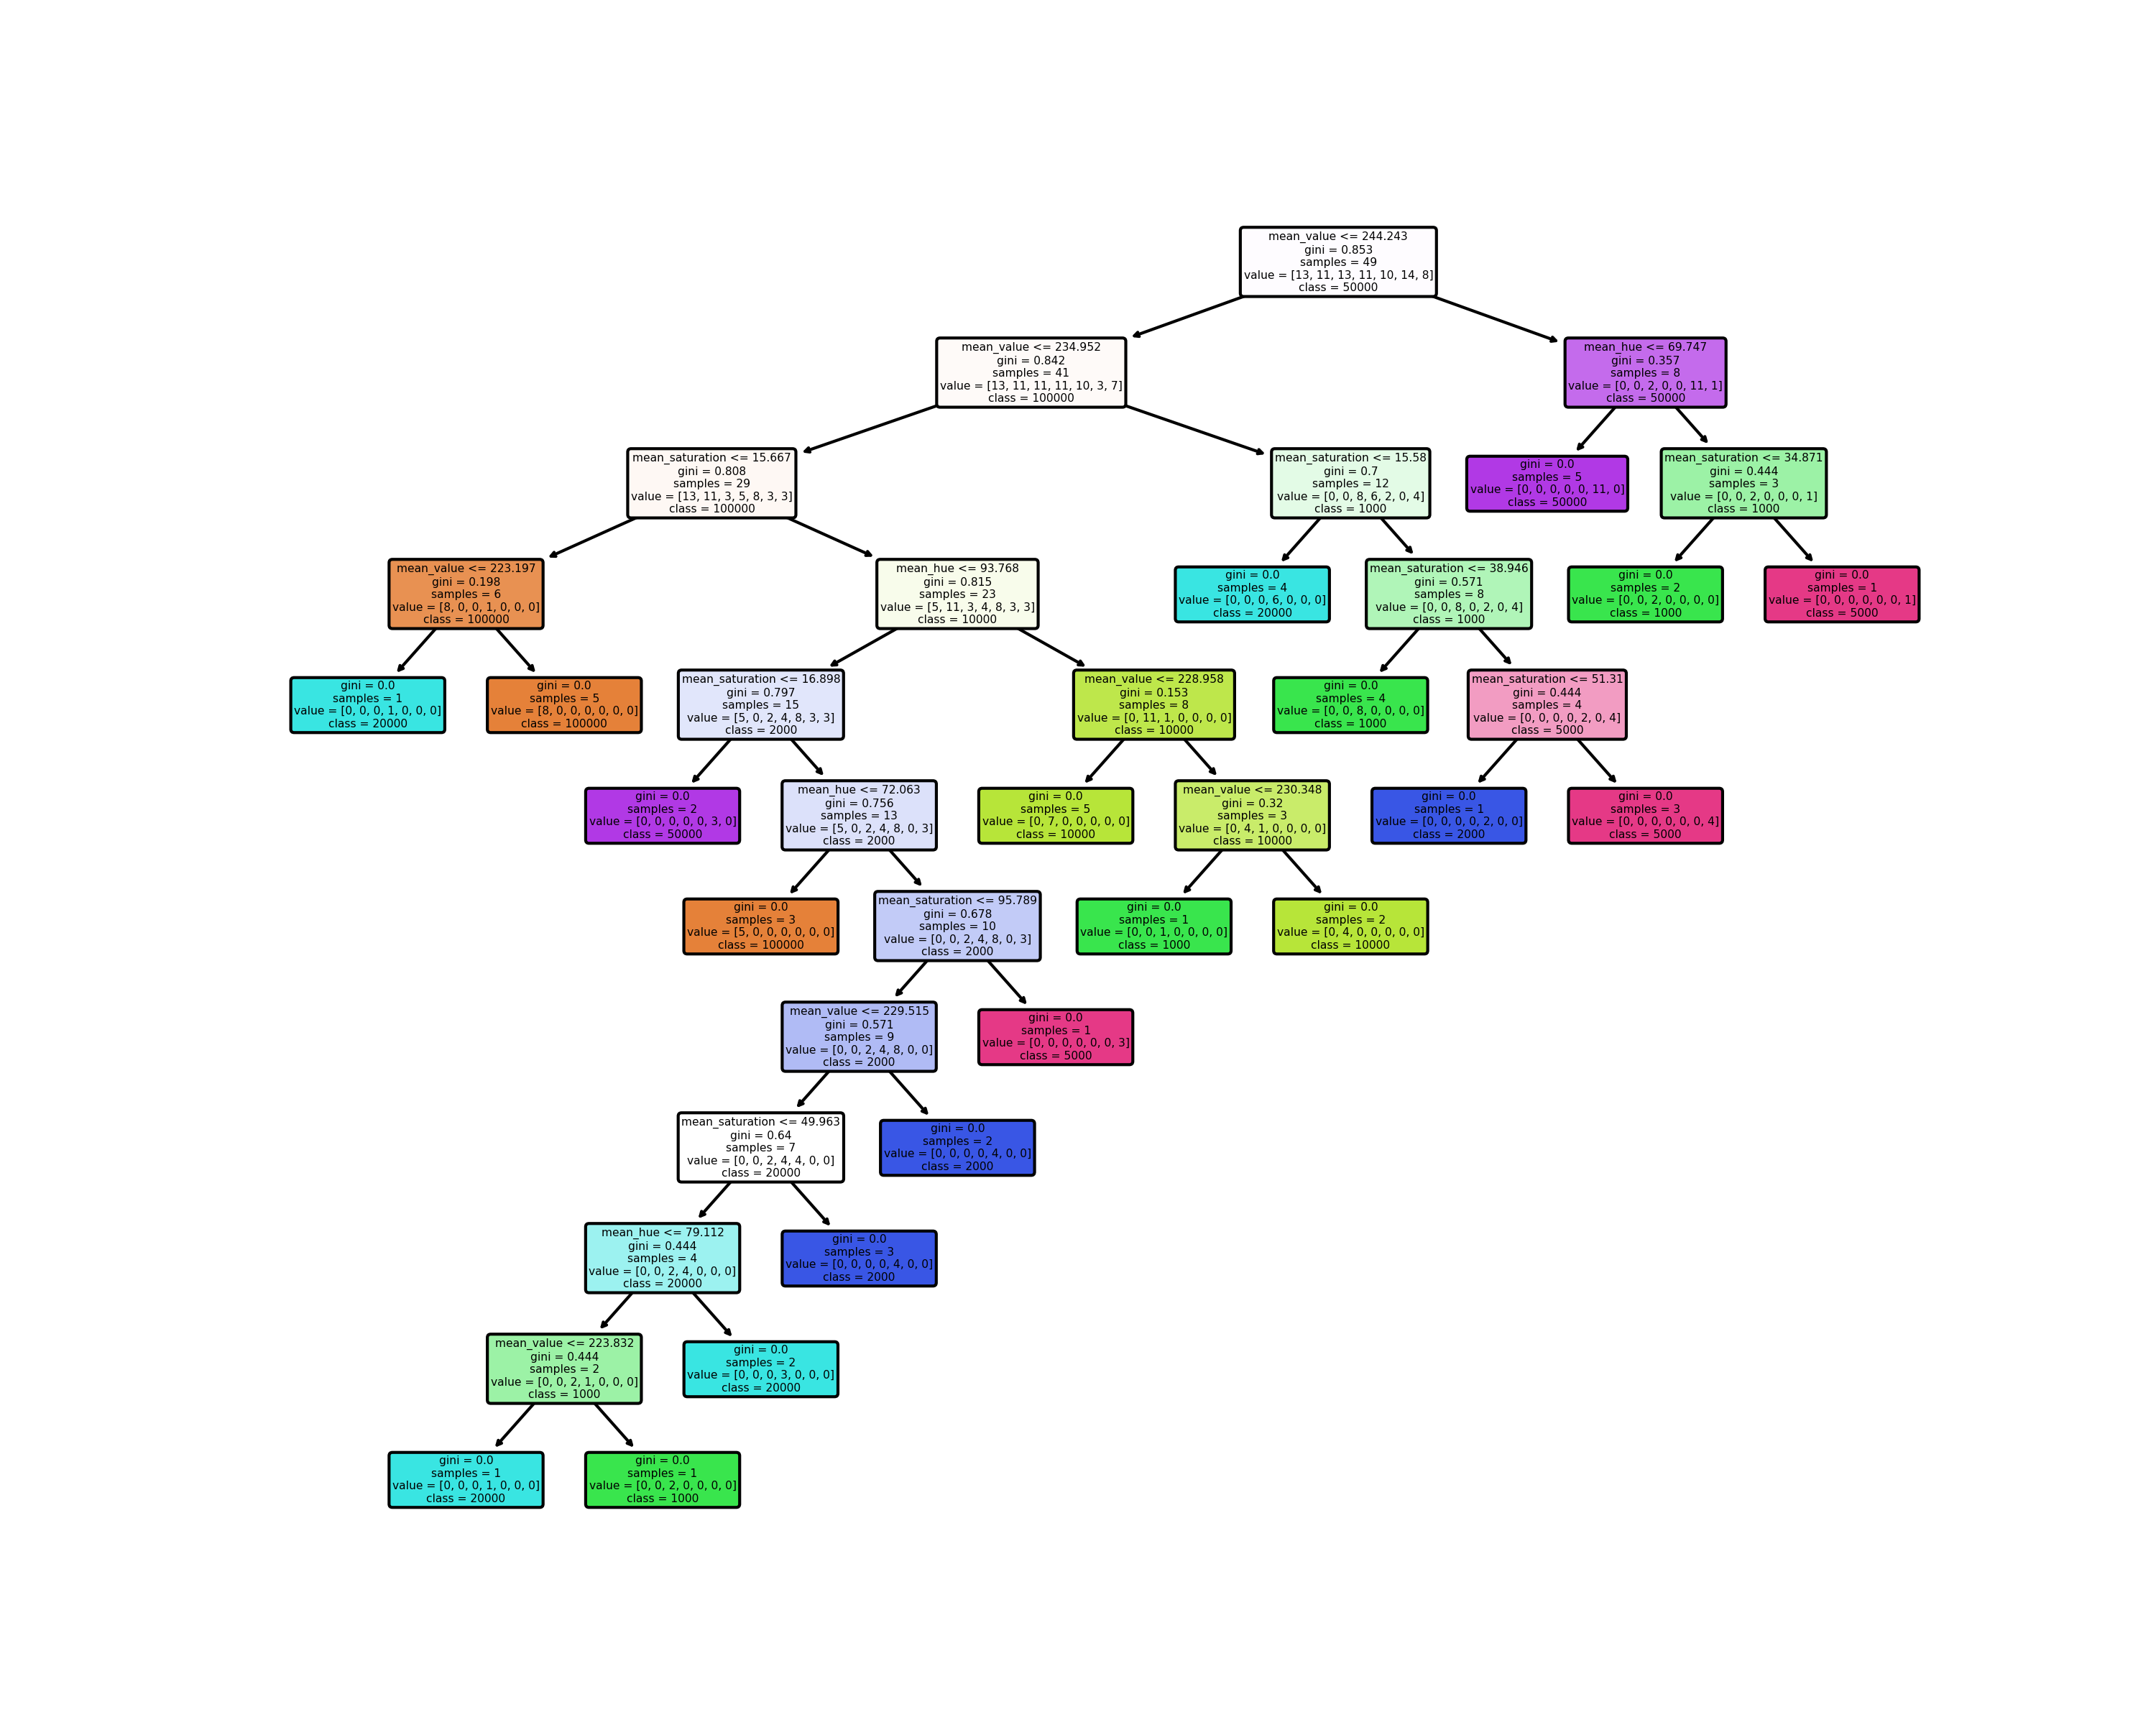 mean_value <= 244.243
gini = 0.853
samples = 49
value = [13, 11, 13, 11, 10, 14, 8]
class = 50000
mean_value <= 234.952
gini = 0.842
samples = 41
value = [13, 11, 11, 11, 10, 3, 7]
class = 100000
mean_hue <= 69.747
gini = 0.357
samples = 8
value = [0, 0, 2, 0, 0, 11, 1]
class = 50000
mean_saturation <= 15.667
gini = 0.808
samples = 29
value = [13, 11, 3, 5, 8, 3, 3]
class = 100000
mean_saturation <= 15.58
gini = 0.7
samples = 12
value = [0, 0, 8, 6, 2, 0, 4]
class = 1000
gini = 0.0
samples = 5
value = [0, 0, 0, 0, 0, 11, 0]
class = 50000
mean_saturation <= 34.871
gini = 0.444
samples = 3
value = [0, 0, 2, 0, 0, 0, 1]
class = 1000
mean_value <= 223.197
gini = 0.198
samples = 6
value = [8, 0, 0, 1, 0, 0, 0]
class = 100000
mean_hue <= 93.768
gini = 0.815
samples = 23
value = [5, 11, 3, 4, 8, 3, 3]
class = 10000
gini = 0.0
samples = 4
value = [0, 0, 0, 6, 0, 0, 0]
class = 20000
mean_saturation <= 38.946
gini = 0.571
samples = 8
value = [0, 0, 8, 0, 2, 0, 4]
class = 1000
gini = 0.0
samples = 2
value = [0, 0, 2, 0, 0, 0, 0]
class = 1000
gini = 0.0
samples = 1
value = [0, 0, 0, 0, 0, 0, 1]
class = 5000
gini = 0.0
samples = 1
value = [0, 0, 0, 1, 0, 0, 0]
class = 20000
gini = 0.0
samples = 5
value = [8, 0, 0, 0, 0, 0, 0]
class = 100000
mean_saturation <= 16.898
gini = 0.797
samples = 15
value = [5, 0, 2, 4, 8, 3, 3]
class = 2000
mean_value <= 228.958
gini = 0.153
samples = 8
value = [0, 11, 1, 0, 0, 0, 0]
class = 10000
gini = 0.0
samples = 4
value = [0, 0, 8, 0, 0, 0, 0]
class = 1000
mean_saturation <= 51.31
gini = 0.444
samples = 4
value = [0, 0, 0, 0, 2, 0, 4]
class = 5000
gini = 0.0
samples = 2
value = [0, 0, 0, 0, 0, 3, 0]
class = 50000
mean_hue <= 72.063
gini = 0.756
samples = 13
value = [5, 0, 2, 4, 8, 0, 3]
class = 2000
gini = 0.0
samples = 5
value = [0, 7, 0, 0, 0, 0, 0]
class = 10000
mean_value <= 230.348
gini = 0.32
samples = 3
value = [0, 4, 1, 0, 0, 0, 0]
class = 10000
gini = 0.0
samples = 1
value = [0, 0, 0, 0, 2, 0, 0]
class = 2000
gini = 0.0
samples = 3
value = [0, 0, 0, 0, 0, 0, 4]
class = 5000
gini = 0.0
samples = 3
value = [5, 0, 0, 0, 0, 0, 0]
class = 100000
mean_saturation <= 95.789
gini = 0.678
samples = 10
value = [0, 0, 2, 4, 8, 0, 3]
class = 2000
gini = 0.0
samples = 1
value = [0, 0, 1, 0, 0, 0, 0]
class = 1000
gini = 0.0
samples = 2
value = [0, 4, 0, 0, 0, 0, 0]
class = 10000
mean_value <= 229.515
gini = 0.571
samples = 9
value = [0, 0, 2, 4, 8, 0, 0]
class = 2000
gini = 0.0
samples = 1
value = [0, 0, 0, 0, 0, 0, 3]
class = 5000
mean_saturation <= 49.963
gini = 0.64
samples = 7
value = [0, 0, 2, 4, 4, 0, 0]
class = 20000
gini = 0.0
samples = 2
value = [0, 0, 0, 0, 4, 0, 0]
class = 2000
mean_hue <= 79.112
gini = 0.444
samples = 4
value = [0, 0, 2, 4, 0, 0, 0]
class = 20000
gini = 0.0
samples = 3
value = [0, 0, 0, 0, 4, 0, 0]
class = 2000
mean_value <= 223.832
gini = 0.444
samples = 2
value = [0, 0, 2, 1, 0, 0, 0]
class = 1000
gini = 0.0
samples = 2
value = [0, 0, 0, 3, 0, 0, 0]
class = 20000
gini = 0.0
samples = 1
value = [0, 0, 0, 1, 0, 0, 0]
class = 20000
gini = 0.0
samples = 1
value = [0, 0, 2, 0, 0, 0, 0]
class = 1000